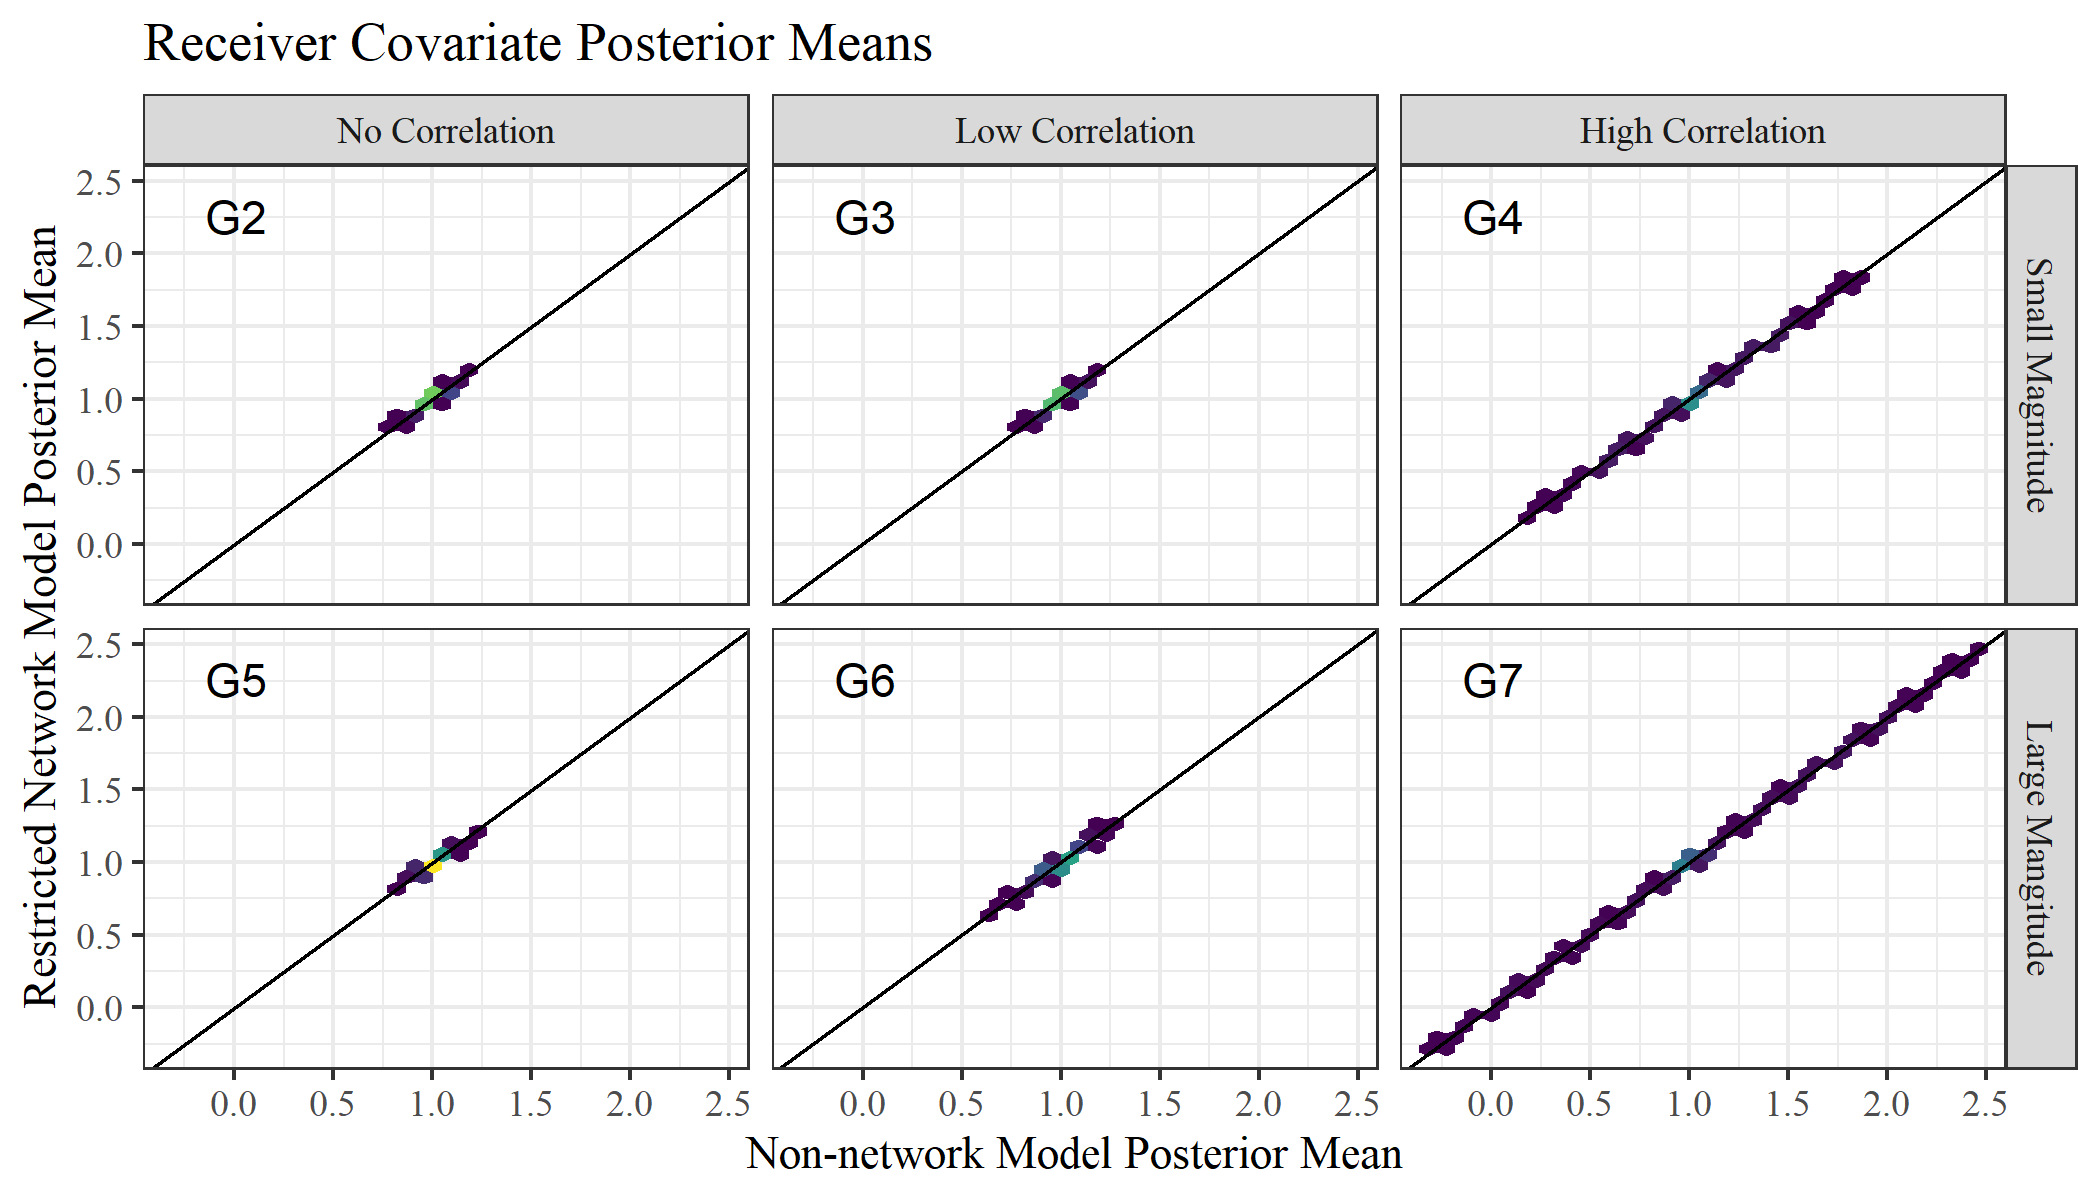 Receiver Covariate Posterior Means
No Correlation
Low Correlation
High Correlation
Restricted Network Model Posterior Mean
2.5
2.0
1.5
1.0
0.5
0.0
G2
G3
G4
Small Magnitude
2.5
2.0
1.5
1.0
0.5
0.0
G5
G6
G7
Large Mangitude
0.0 0.5 1.0 1.5 2.0 2.5
0.0 0.5 1.0 1.5 2.0 2.5
0.0 0.5 1.0 1.5 2.0 2.5
Non-network Model Posterior Mean